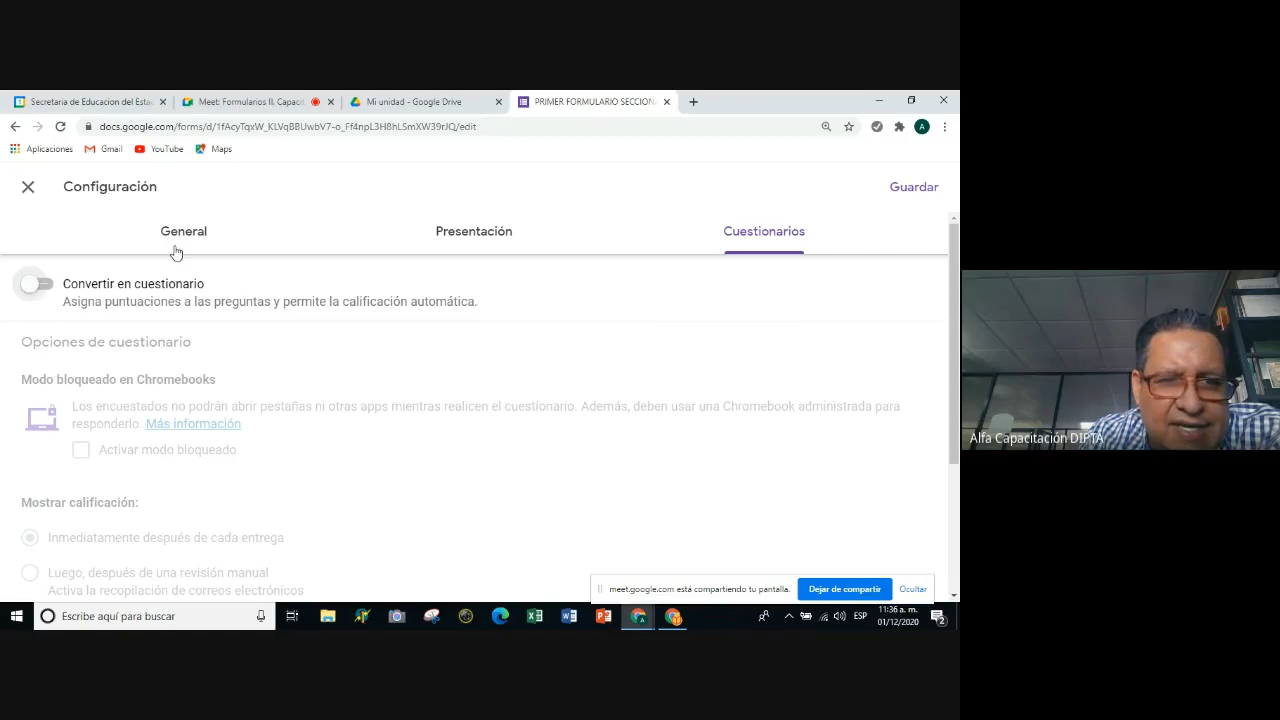 Secretaria de Educacion del Esta
Meet: Formularios II. Capaci
Mi unidad - Google Drive
PRIMER FORMULARIO SECCION
docs.google.com/forms/d/1fAcyTqxW_KLVqBBUwbV7-o_Ff4npL3H8hLSmXW39rJQ/edit
A
Aplicaciones
Gmail
YouTube
Maps
Configuración
Guardar
General
Presentación
Cuestionarios
Convertir en cuestionario
Asigna puntuaciones a las preguntas y permite la calificación automática.
Opciones de cuestionario
Modo bloqueado en Chromebooks
Los encuestados no podrán abrir pestañas ni otras apps mientras realicen el cuestionario. Además, deben usar una Chromebook administrada para
responderlo. Más información
Activar modo bloqueado
Mostrar calificación:
Inmediatamente después de cada entrega
Luego, después de una revisión manual
Activa la recopilación de correos electrónicos
meet.google.com está compartiendo tu pantalla.
Dejar de compartir
Ocultar
Escribe aquí para buscar
ESP
11:36 a. m.
01/12/2020
2
Alfa Capacitación DIPTA